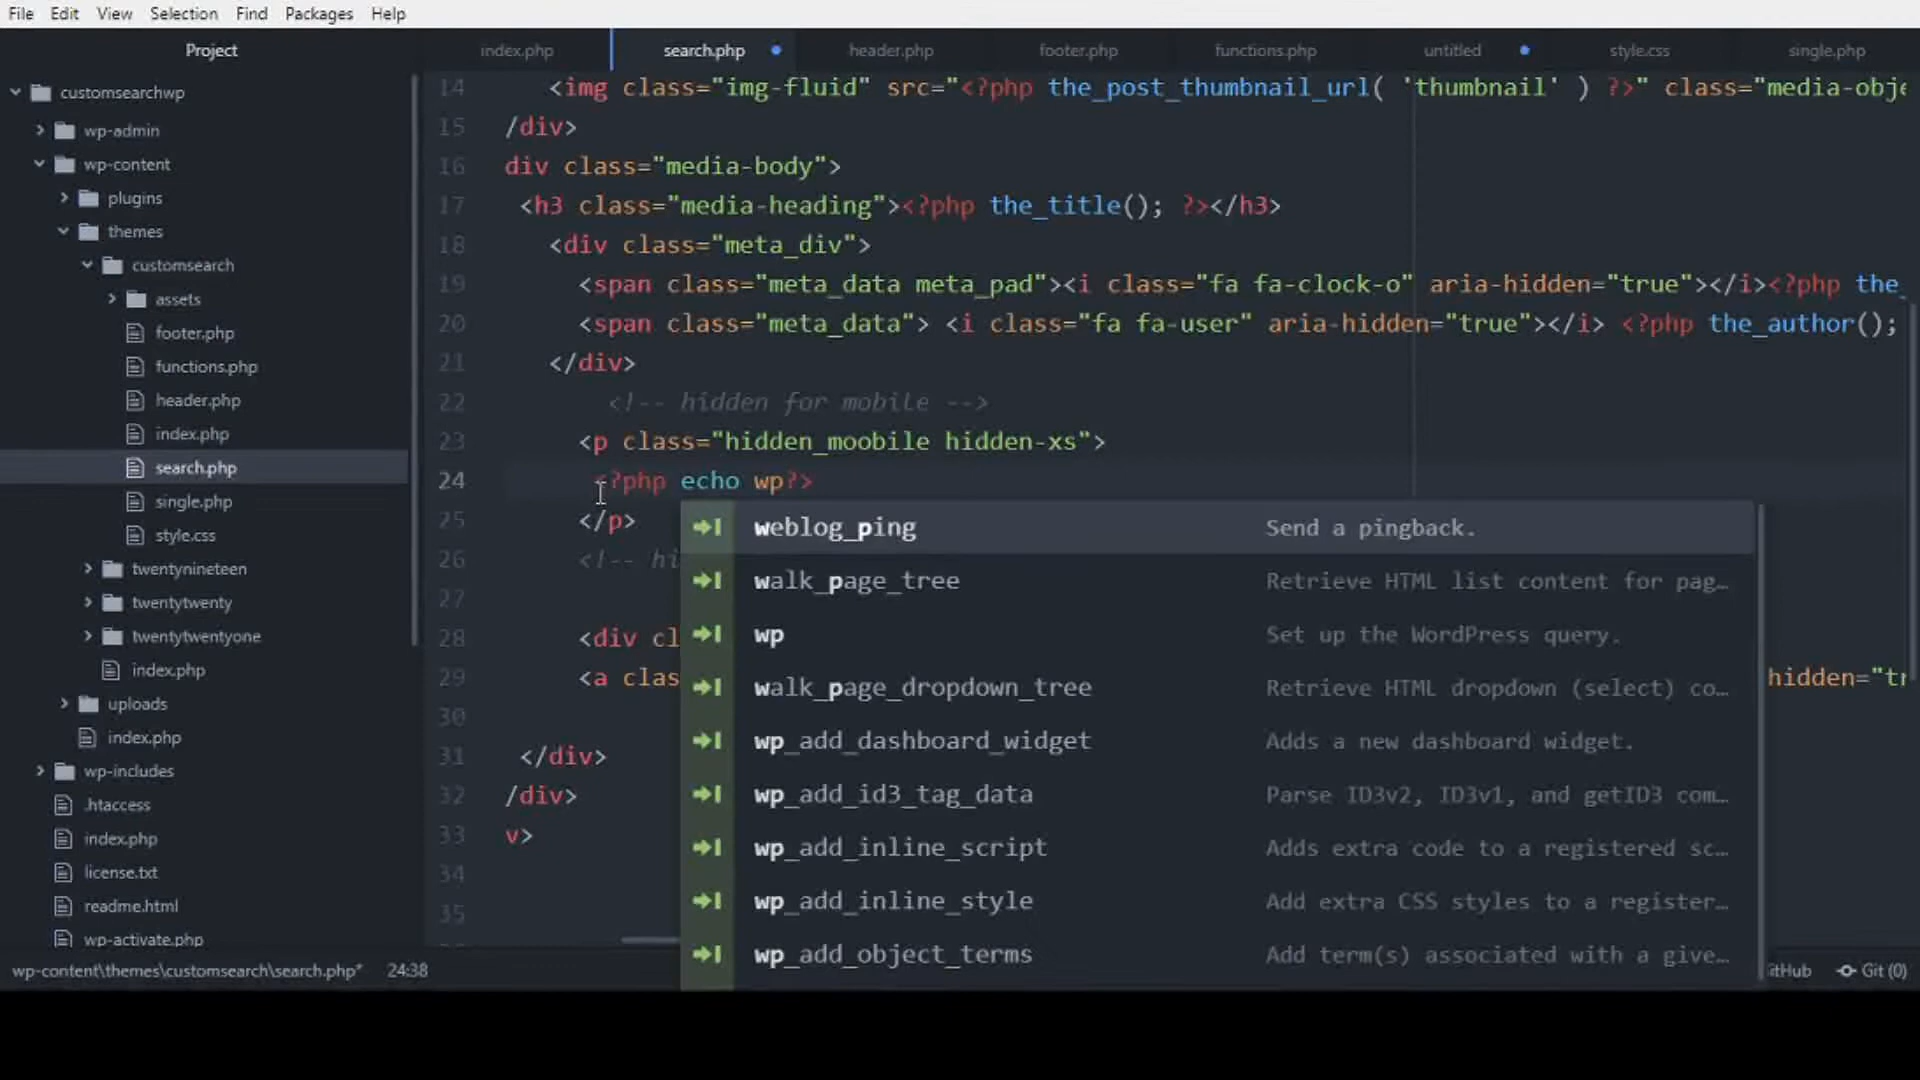 File Edit View Selection Find Packages Help
Project
index.php search.php header.php footer.php functions.php untitled style.css single.php
customsearchwp
wp-admin
wp-content
plugins
themes
customsearch
assets
footer.php
functions.php
header.php
index.php
search.php
single.php
style.css
twentynineteen
twentytwenty
twentytwentyone
index.php
uploads
index.php
wp-includes
.htaccess
index.php
license.txt
readme.html
wp-activate.php
14 <img class="img-fluid" src="<?php the_post_thumbnail_url( 'thumbnail' ) ?>" class="media-obje
15 /div>
16 div class="media-body">
17 <h3 class="media-heading"><?php the_title(); ?></h3>
18 <div class="meta_div">
19 <span class="meta_data meta_pad"><i class="fa fa-clock-o" aria-hidden="true"></i><?php the_
20 <span class="meta_data"> <i class="fa fa-user" aria-hidden="true"></i> <?php the_author();
21 </div>
22 <!-- hidden for mobile -->
23 <p class="hidden_moobile hidden-xs">
24 <?php echo wp?>
25 </p>
26 <!-- hi
27
28 <div cl
29 <a clas hidden="tr
30
31 </div>
32 /div>
33 v>
34
35
weblog_ping Send a pingback.
walk_page_tree Retrieve HTML list content for pag…
wp Set up the WordPress query.
walk_page_dropdown_tree Retrieve HTML dropdown (select) co…
wp_add_dashboard_widget Adds a new dashboard widget.
wp_add_id3_tag_data Parse ID3v2, ID3v1, and getID3 com…
wp_add_inline_script Adds extra code to a registered sc…
wp_add_inline_style Add extra CSS styles to a register…
wp_add_object_terms Add term(s) associated with a give…
wp-content\themes\customsearch\search.php* 24:38 itHub Git (0)